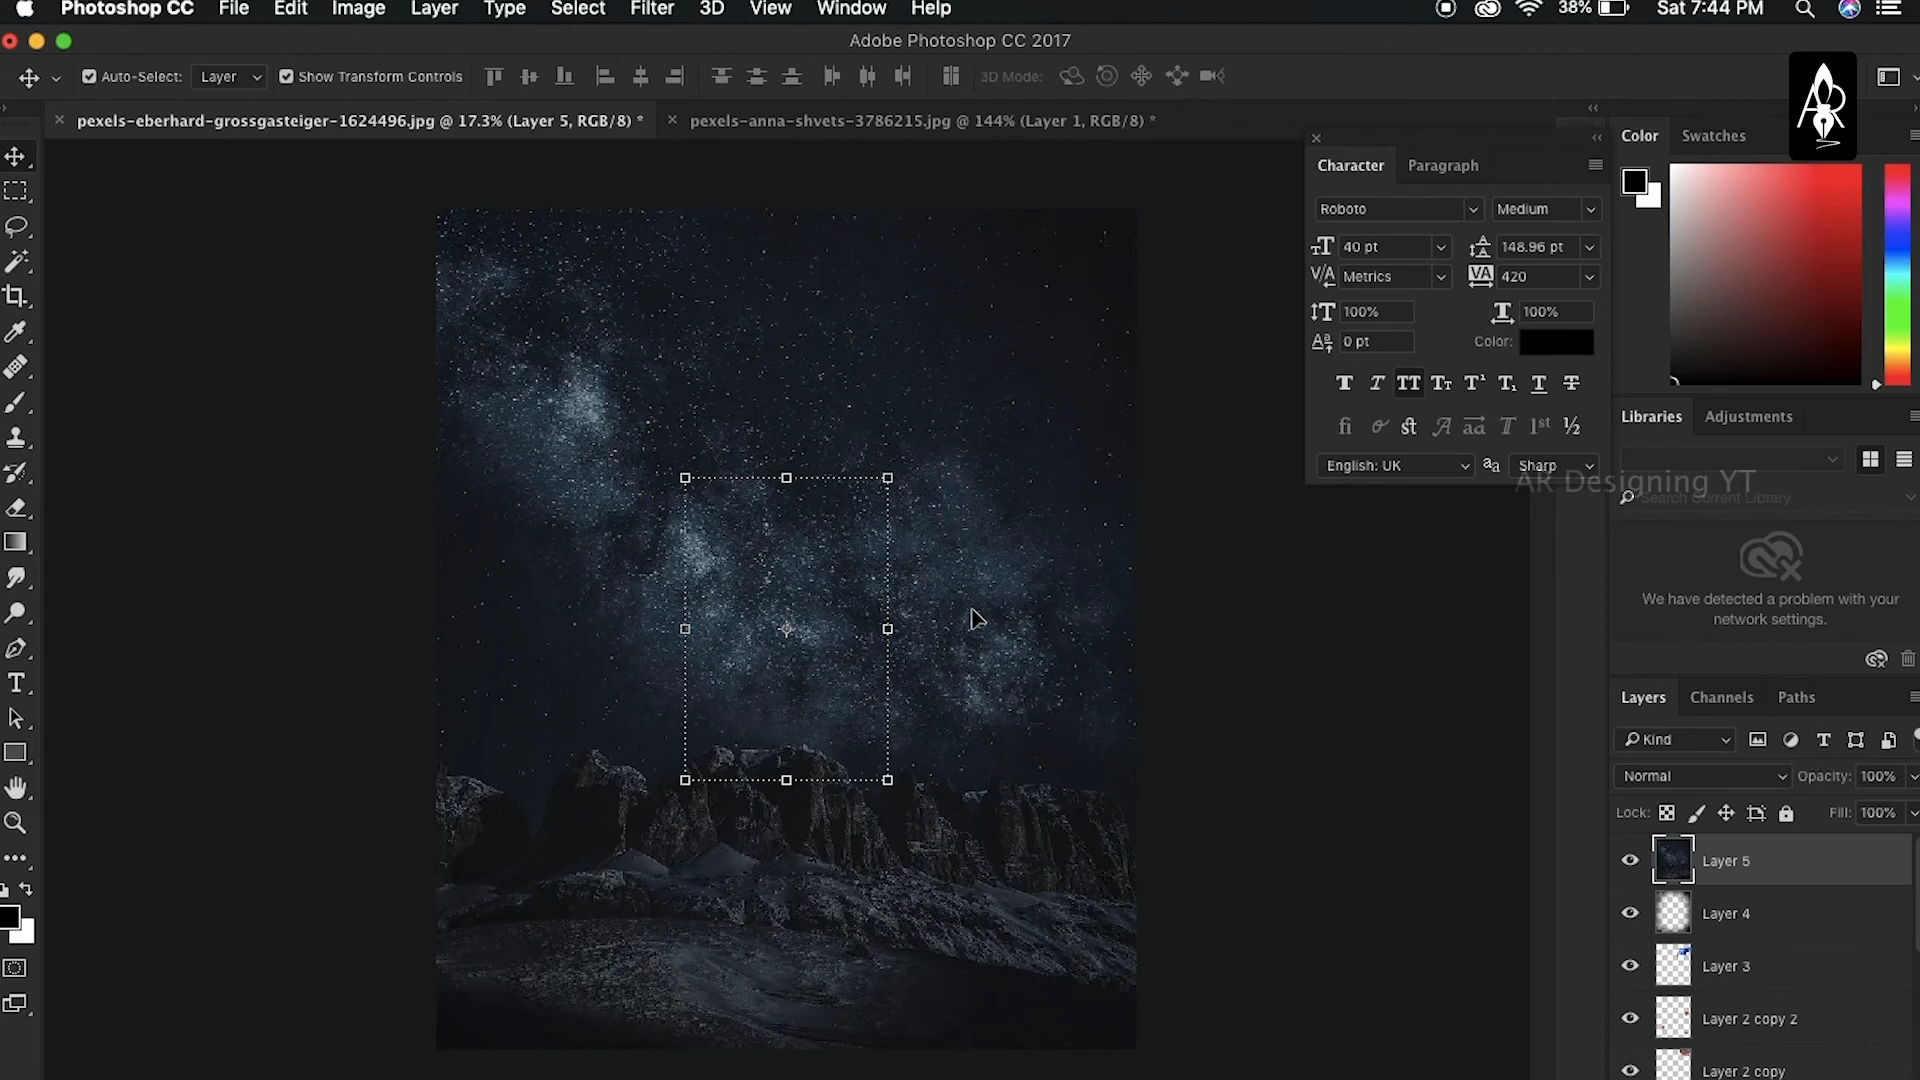 Photoshop CC File Edit Image Layer Type Select Filter 3D View Window Help 38% Sat 7:44 PM
Adobe Photoshop CC 2017
Auto-Select: Layer Show Transform Controls 3D Mode:
AR
pexels-eberhard-grossgasteiger-1624496.jpg @ 17.3% (Layer 5, RGB/8) * pexels-anna-shvets-3786215.jpg @ 144% (Layer 1, RGB/8) *
Color Swatches
Character Paragraph
Roboto Medium
40 pt 148.96 pt
Metrics 420
100% 100%
0 pt Color:
English: UK Sharp
Libraries Adjustments
AR Designing YT
Search Current Library
We have detected a problem with your
network settings.
Layers Channels Paths
Kind
Normal Opacity: 100%
Lock: Fill: 100%
Layer 5
Layer 4
Layer 3
Layer 2 copy 2
Layer 2 copy